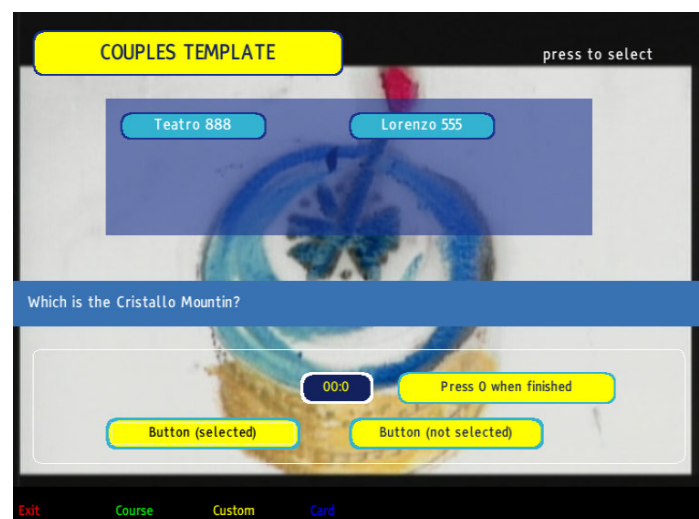 COUPLES TEMPLATE
press to select
Teatro 888
Lorenzo 555
Which is the Cristallo Mountin?
00:0
Press 0 when finished
Button (selected)
Button (not selected)
Exit
Course
Custom
Card